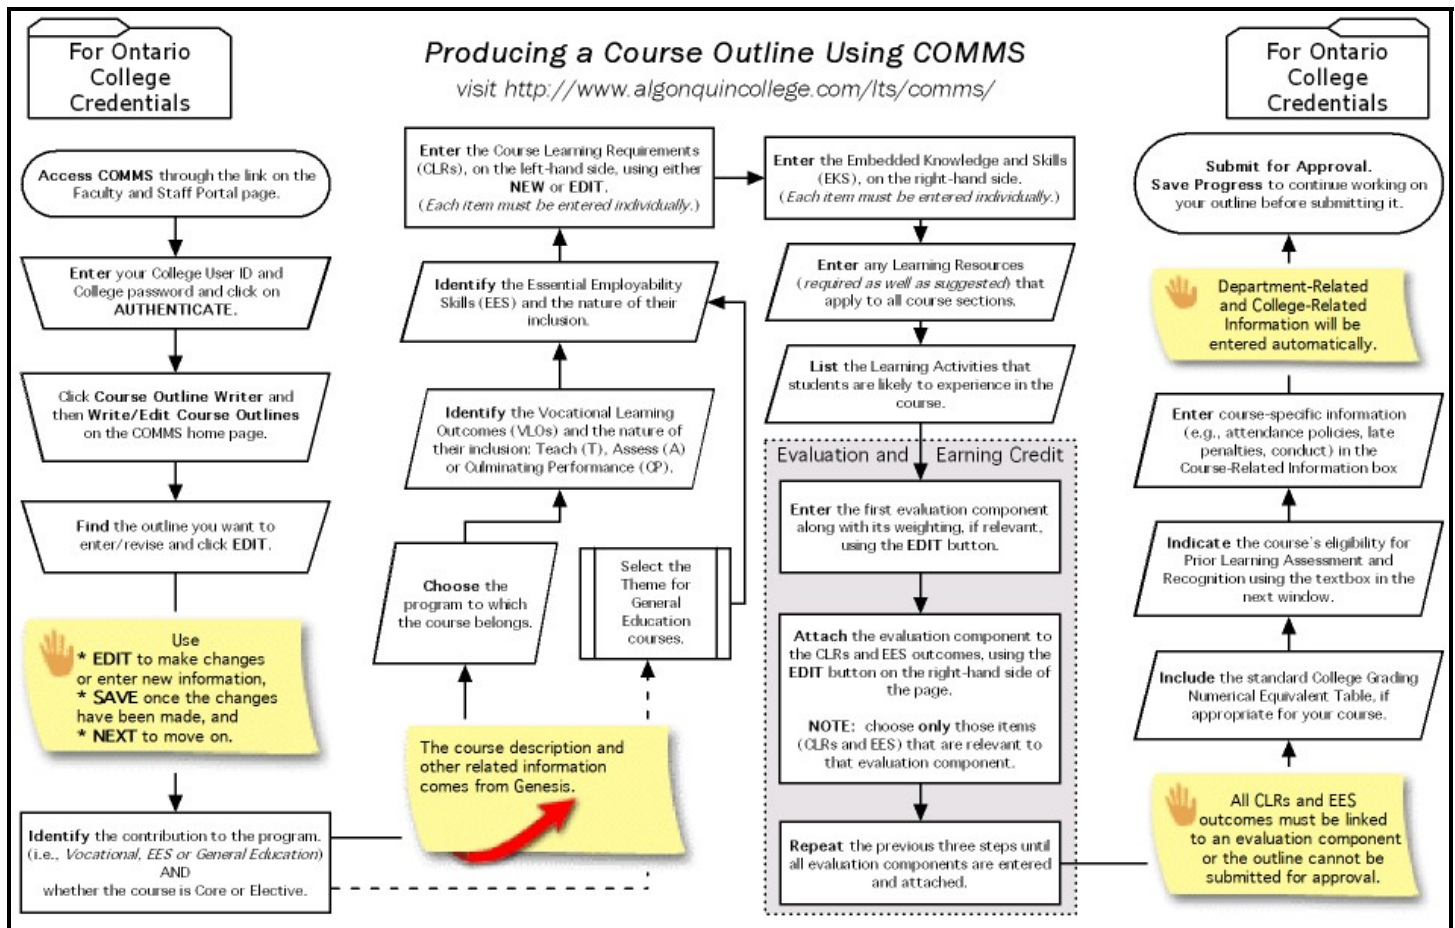 For Ontario
College
Credentials
Producing a Course Outline Using COMMS
visit http://www.algonquincollege.com/lts/comms/
For Ontario
College
Credentials
Access COMMS through the link on the
Faculty and Staff Portal page.
Enter your College User ID and
College password and click on
AUTHENTICATE.
Click Course Outline Writer and
then Write/Edit Course Outlines
on the COMMS home page.
Find the outline you want to
enter/revise and click EDIT.
Use
* EDIT to make changes
or enter new information,
* SAVE once the changes
have been made, and
* NEXT to move on.
Identify the contribution to the program.
(i.e., Vocational, EES or General Education)
AND
whether the course is Core or Elective.
The course description and
other related information
comes from Genesis.
Choose the
program to which
the course belongs.
Select the
Theme for
General
Education
courses.
Identify the Vocational Learning
Outcomes (VLOs) and the nature of
their inclusion: Teach (T), Assess (A)
or Culminating Performance (CP).
Identify the Essential Employability
Skills (EES) and the nature of their
inclusion.
Enter the Course Learning Requirements
(CLRs), on the left-hand side, using either
NEW or EDIT.
(Each item must be entered individually.)
Enter the Embedded Knowledge and Skills
(EKS), on the right-hand side.
(Each item must be entered individually.)
Enter any Learning Resources
(required as well as suggested) that
apply to all course sections.
List the Learning Activities that
students are likely to experience in the
course.
Evaluation and Earning Credit
Enter the first evaluation component
along with its weighting, if relevant,
using the EDIT button.
Attach the evaluation component to
the CLRs and EES outcomes, using the
EDIT button on the right-hand side of
the page.
NOTE: choose only those items
(CLRs and EES) that are relevant to
that evaluation component.
Repeat the previous three steps until
all evaluation components are entered
and attached.
All CLRs and EES
outcomes must be linked
to an evaluation component
or the outline cannot be
submitted for approval.
Include the standard College Grading
Numerical Equivalent Table, if
appropriate for your course.
Indicate the course's eligibility for
Prior Learning Assessment and
Recognition using the textbox in the
next window.
Enter course-specific information
(e.g., attendance policies, late
penalties, conduct) in the
Course-Related Information box
Department-Related
and College-Related
Information will be
entered automatically.
Submit for Approval.
Save Progress to continue working on
your outline before submitting it.